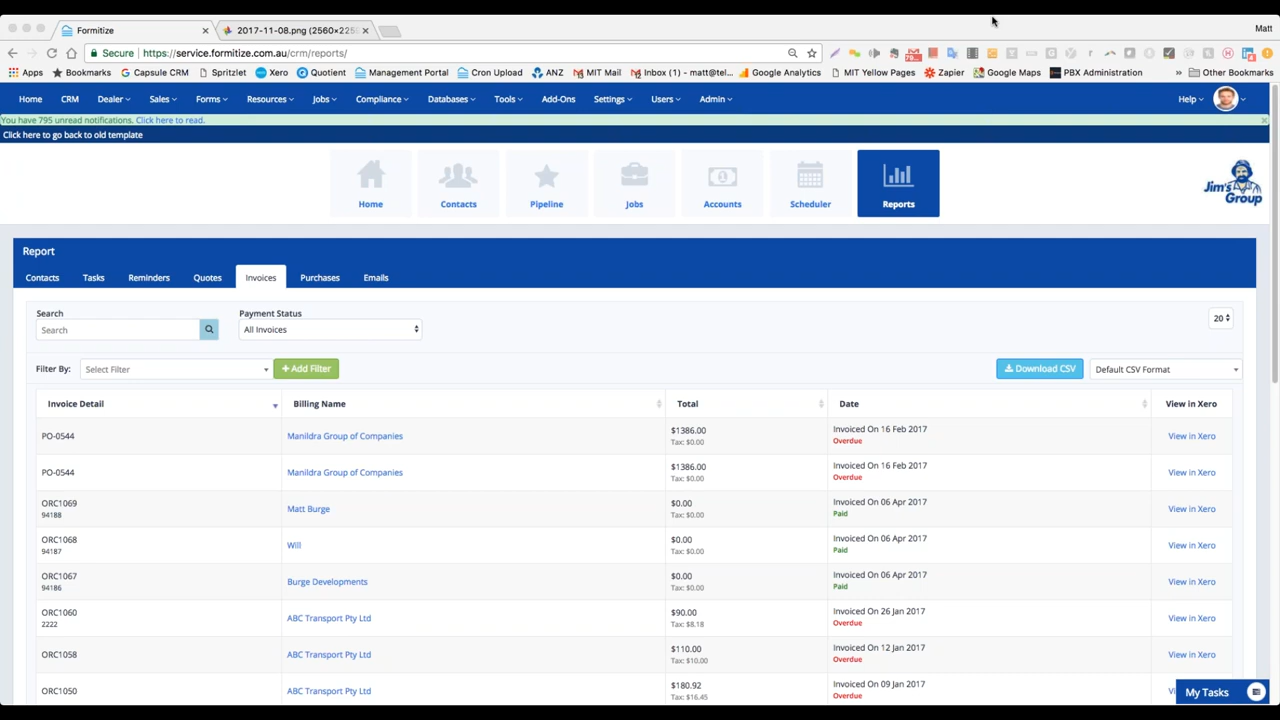 Formitize
2017-11-08.png (2560×225
Matt
Secure https://service.formitize.com.au/crm/reports/
Apps Bookmarks Capsule CRM Spritzlet Xero Quotient Management Portal Cron Upload ANZ MIT Mail Inbox (1) - matt@tel... Google Analytics MIT Yellow Pages Zapier Google Maps PBX Administration » Other Bookmarks
Home CRM Dealer Sales Forms Resources Jobs Compliance Databases Tools Add-Ons Settings Users Admin Help
You have 795 unread notifications. Click here to read.
Click here to go back to old template
Home Contacts Pipeline Jobs Accounts Scheduler Reports
Jim's
Group
Report
Contacts Tasks Reminders Quotes Invoices Purchases Emails
Search Payment Status
Search All Invoices 20
Filter By: Select Filter + Add Filter Download CSV Default CSV Format
Invoice Detail Billing Name Total Date View in Xero
PO-0544 Manildra Group of Companies $1386.00 Invoiced On 16 Feb 2017 View in Xero
Tax: $0.00 Overdue
PO-0544 Manildra Group of Companies $1386.00 Invoiced On 16 Feb 2017 View in Xero
Tax: $0.00 Overdue
ORC1069 Matt Burge $0.00 Invoiced On 06 Apr 2017 View in Xero
94188 Tax: $0.00 Paid
ORC1068 Will $0.00 Invoiced On 06 Apr 2017 View in Xero
94187 Tax: $0.00 Paid
ORC1067 Burge Developments $0.00 Invoiced On 06 Apr 2017 View in Xero
94186 Tax: $0.00 Paid
ORC1060 ABC Transport Pty Ltd $90.00 Invoiced On 26 Jan 2017 View in Xero
2222 Tax: $8.18 Overdue
ORC1058 ABC Transport Pty Ltd $110.00 Invoiced On 12 Jan 2017 View in Xero
Tax: $10.00 Overdue
ORC1050 ABC Transport Pty Ltd $180.92 Invoiced On 09 Jan 2017
Tax: $16.45 Overdue
My Tasks